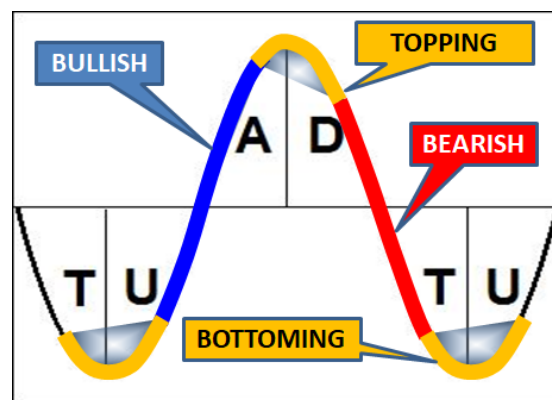 TOPPING
BULLISH
A D
BEARISH
T U
T U
BOTTOMING